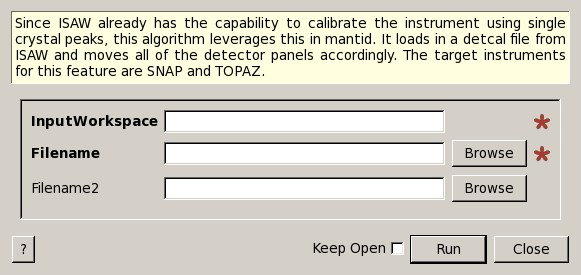 Since ISAW already has the capability to calibrate the instrument using single
crystal peaks, this algorithm leverages this in mantid. It loads in a detcal file from
ISAW and moves all of the detector panels accordingly. The target instruments
for this feature are SNAP and TOPAZ.
InputWorkspace *
Filename Browse *
Filename2 Browse
? Keep Open Run Close